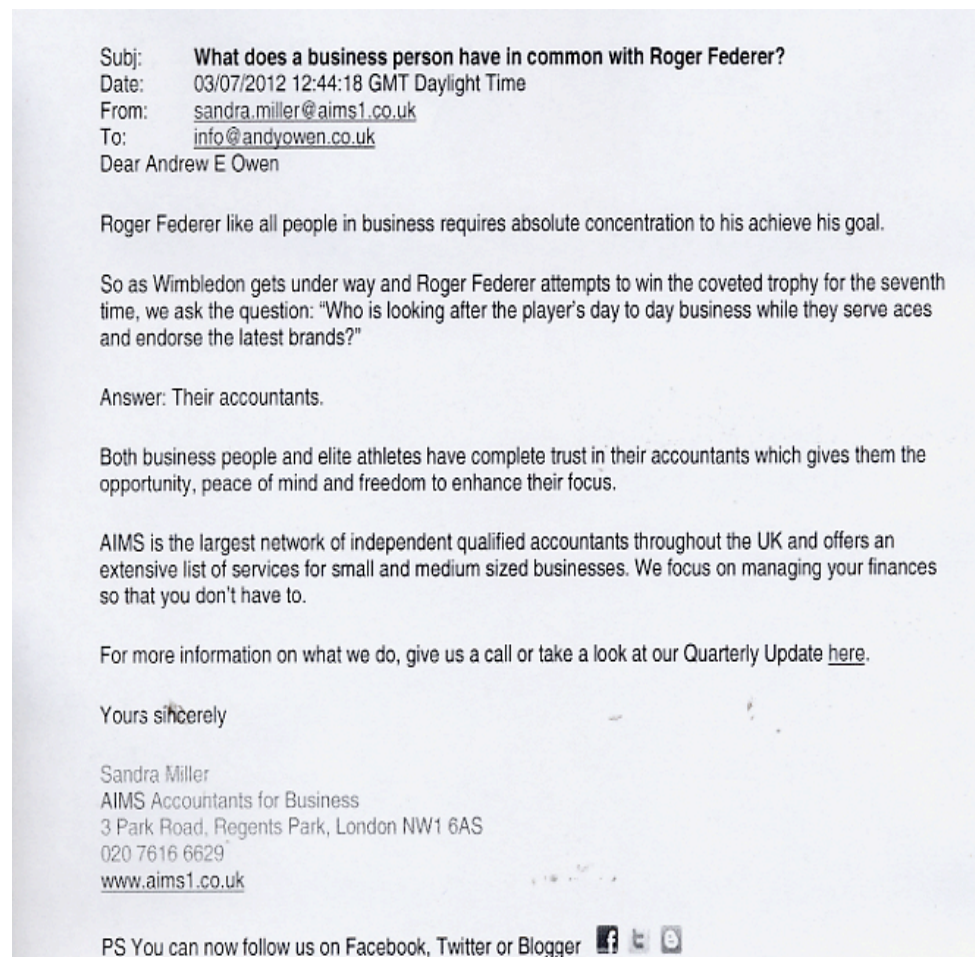 Subj: What does a business person have in common with Roger Federer?
Date: 03/07/2012 12:44:18 GMT Daylight Time
From: sandra.miller@aims1.co.uk
To: info@andyowen.co.uk
Dear Andrew E Owen
Roger Federer like all people in business requires absolute concentration to his achieve his goal.
So as Wimbledon gets under way and Roger Federer attempts to win the coveted trophy for the seventh
time, we ask the question: “Who is looking after the player’s day to day business while they serve aces
and endorse the latest brands?”
Answer: Their accountants.
Both business people and elite athletes have complete trust in their accountants which gives them the
opportunity, peace of mind and freedom to enhance their focus.
AIMS is the largest network of independent qualified accountants throughout the UK and offers an
extensive list of services for small and medium sized businesses. We focus on managing your finances
so that you don't have to.
For more information on what we do, give us a call or take a look at our Quarterly Update here.
Yours sincerely
Sandra Miller
AIMS Accountants for Business
3 Park Road, Regents Park, London NW1 6AS
020 7616 6629
www.aims1.co.uk
PS You can now follow us on Facebook, Twitter or Blogger